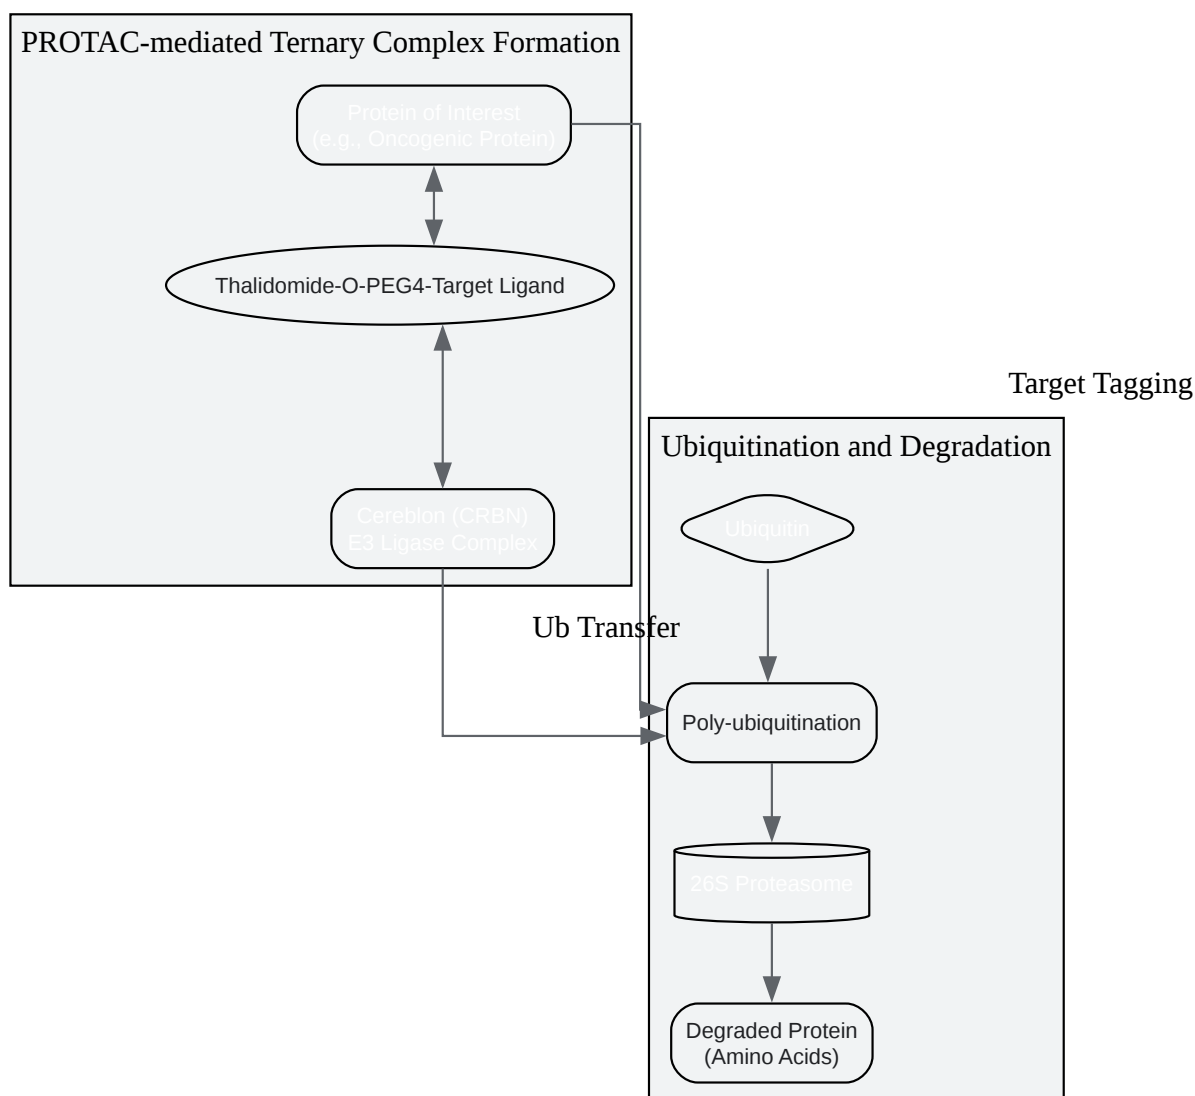 PROTAC-mediated Ternary Complex Formation
Protein of Interest
(e.g., Oncogenic Protein)
Thalidomide-O-PEG4-Target Ligand
Cereblon (CRBN)
E3 Ligase Complex
Ub Transfer
Target Tagging
Ubiquitination and Degradation
Ubiquitin
Poly-ubiquitination
26S Proteasome
Degraded Protein
(Amino Acids)